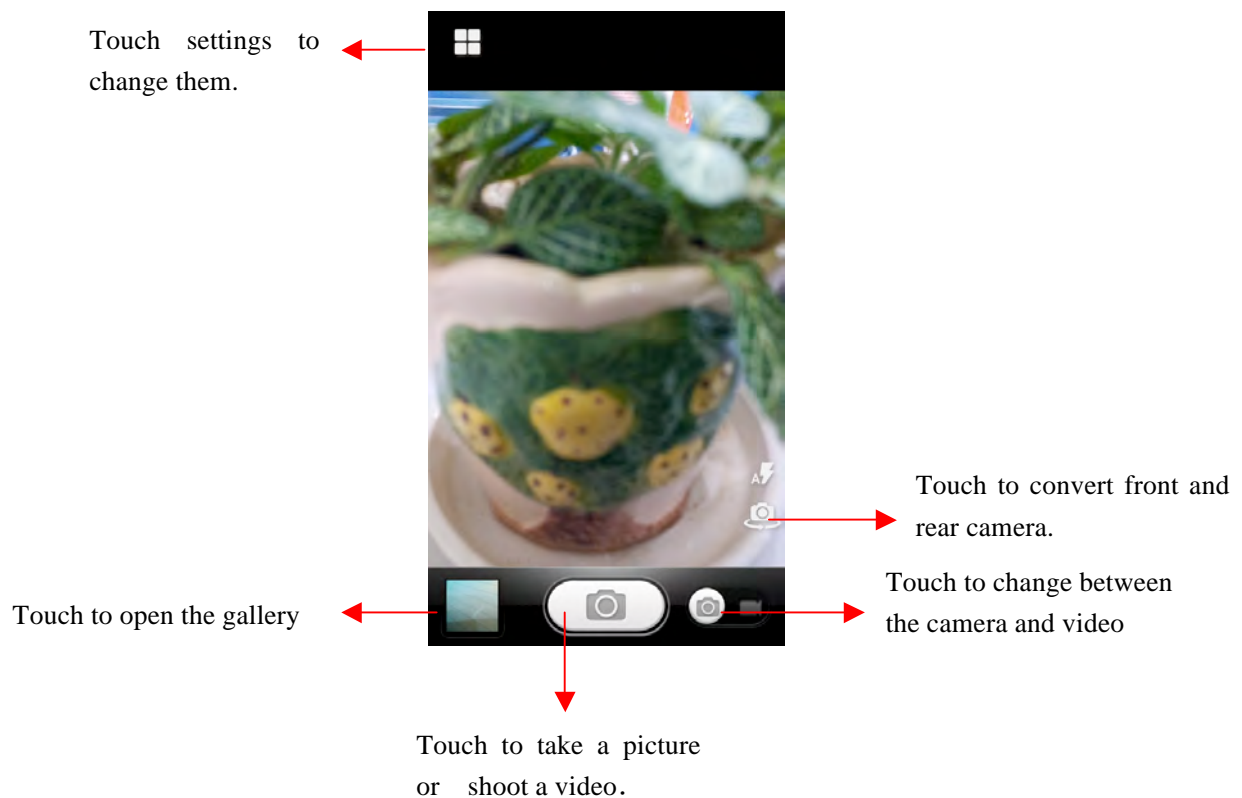 Touch settings to
change them.
A
Touch to convert front and
rear camera.
Touch to change between
the camera and video
Touch to open the gallery
Touch to take a picture
or shoot a video.